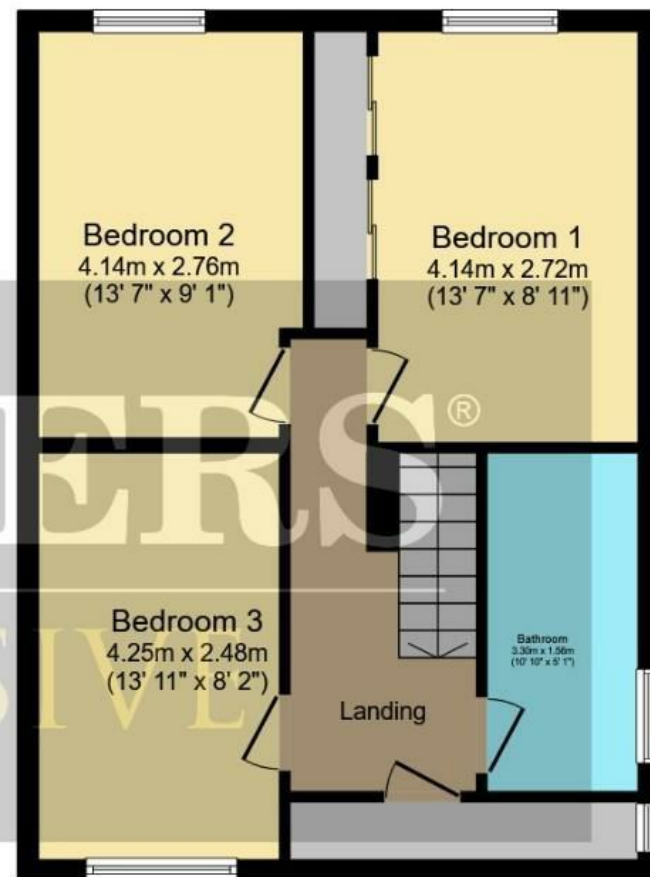 Bedroom 2
4.14m x 2.76m
(13' 7" x 9' 1")
Bedroom 1
4.14m x 2.72m
(13' 7" x 8' 11")
ERS®
Bedroom 3
4.25m x 2.48m
(13' 11" x 8' 2")
SIVE
Bathroom
3.30m x 1.56m
(10' 10" x 5' 1")
Landing